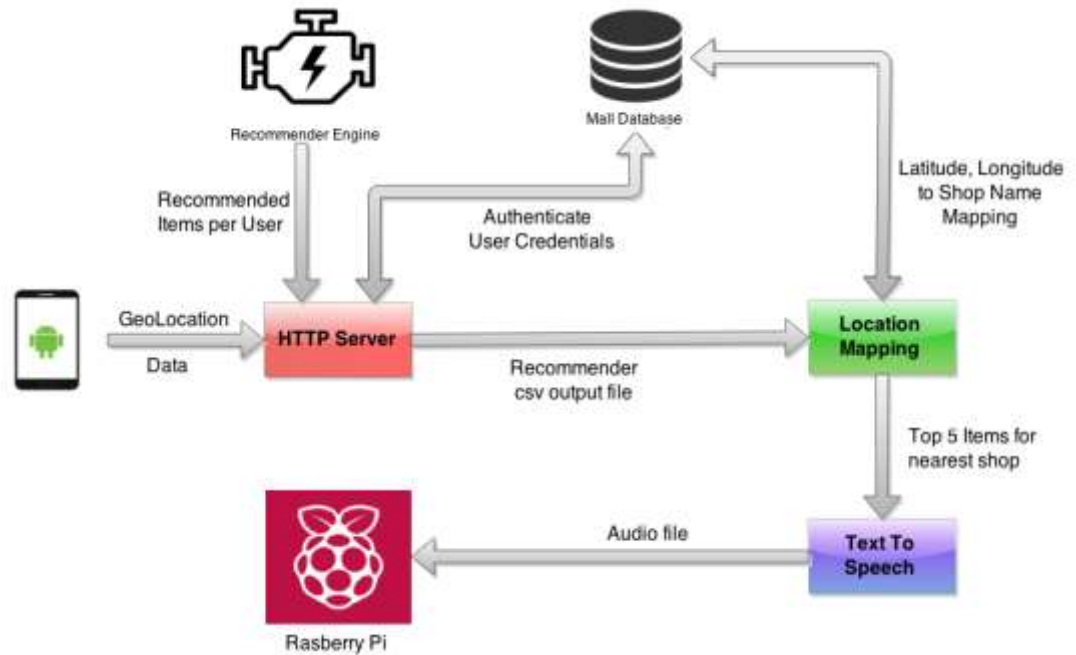 Recommender Engine
Mall Database
Recommended
Items per User
Authenticate
User Credentials
Latitude, Longitude
to Shop Name
Mapping
GeoLocation
Data
HTTP Server
Recommender
csv output file
Location
Mapping
Top 5 Items for
nearest shop
Audio file
Text To
Speech
Rasberry Pi